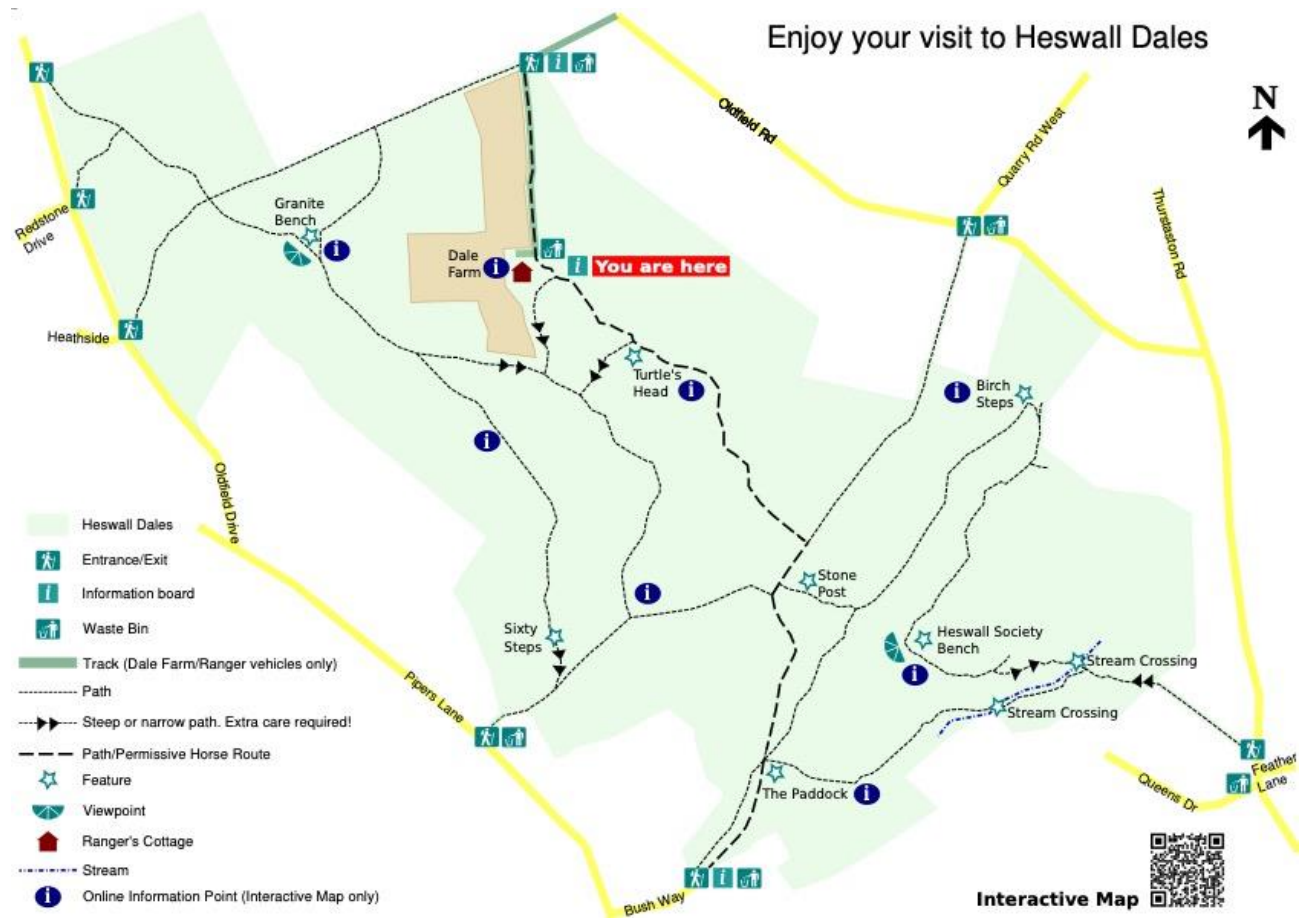 Enjoy your visit to Heswall Dales
N
Oldfield Rd
Quarry Rd West
Thurstaston Rd
Redstone
Drive
Granite
Bench
i
i
Dale
Farm
i
i
You are here
Heathside
Turtle's
Head
i
i
Birch
Steps
i
Oldfield Drive
Heswall Dales
Entrance/Exit
i
Information board
Waste Bin
Track (Dale Farm/Ranger vehicles only)
Path
Steep or narrow path. Extra care required!
Path/Permissive Horse Route
Feature
Viewpoint
Ranger's Cottage
Stream
i
Online Information Point (Interactive Map only)
i
Stone
Post
Sixty
Steps
Heswall Society
Bench
i
Stream Crossing
Stream Crossing
Pipers Lane
The Paddock
i
Feather
Lane
Queens Dr
i
Bush Way
Interactive Map